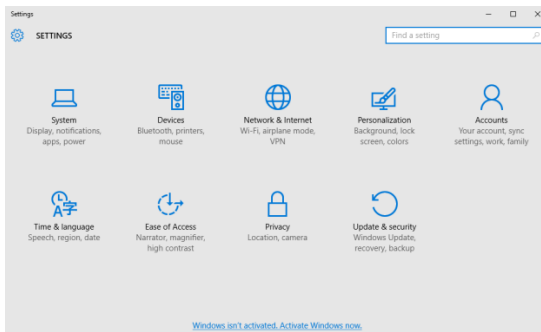 Settings
SETTINGS
Find a setting
System
Display, notifications,
apps, power
Devices
Bluetooth, printers,
mouse
Network & Internet
Wi-Fi, airplane mode,
VPN
Personalization
Background, lock
screen, colors
Accounts
Your account, sync
settings, work, family
Time & language
Speech, region, date
Ease of Access
Narrator, magnifier,
high contrast
Privacy
Location, camera
Update & security
Windows Update,
recovery, backup
Windows isn't activated. Activate Windows now.